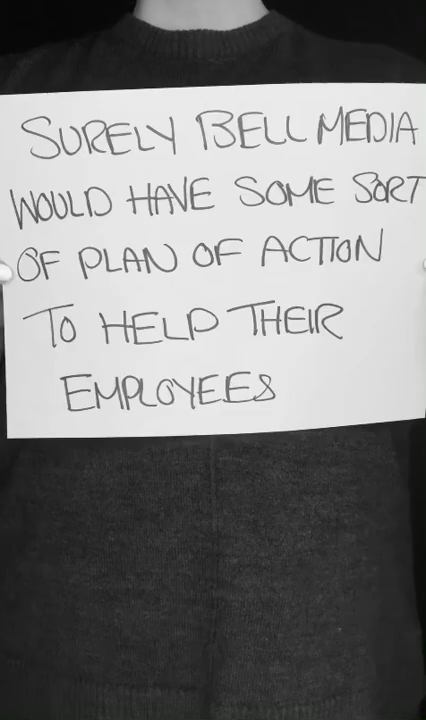 SURELY BELL MEDIA
WOULD HAVE SOME SORT
OF PLAN OF ACTION
TO HELP THEIR
EMPLOYEES